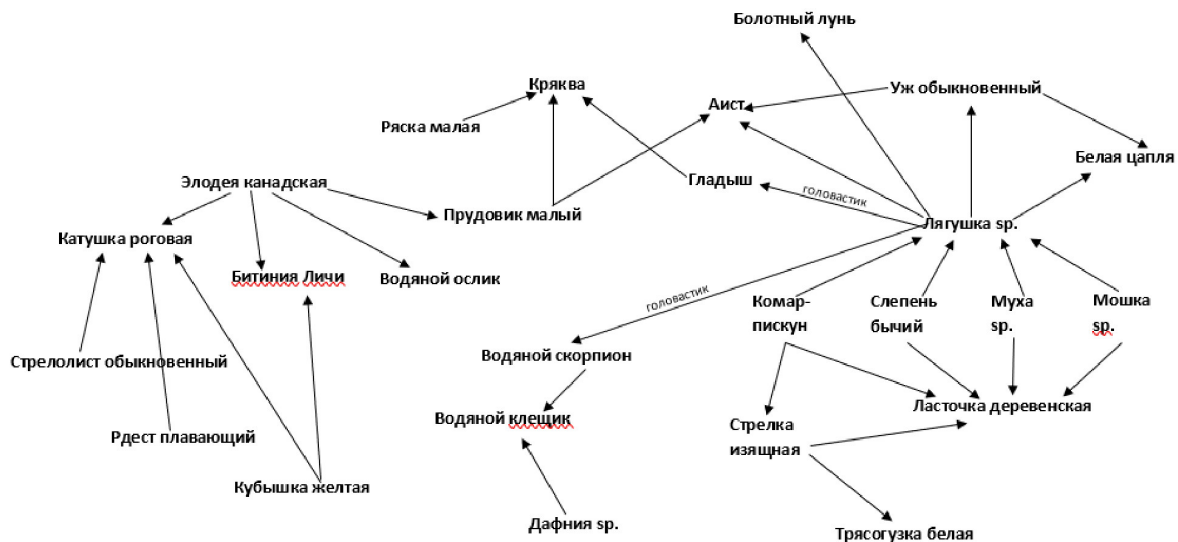 Болотный лунь
Кряква
Уж обыкновенный
Аист
Ряска малая
Белая цапля
Элодея канадская
Гладыш
головастик
Прудовик малый
Лягушка sp.
Катушка роговая
Битиния Личи
Водяной ослик
головастик
Комар-
пискун
Слепень
бычий
Муха
sp.
Мошка
sp.
Стрелолист обыкновенный
Водяной скорпион
Водяной клещик
Ласточка деревенская
Стрелка
изящная
Рдест плавающий
Кубышка желтая
Дафния sp.
Трясогузка белая